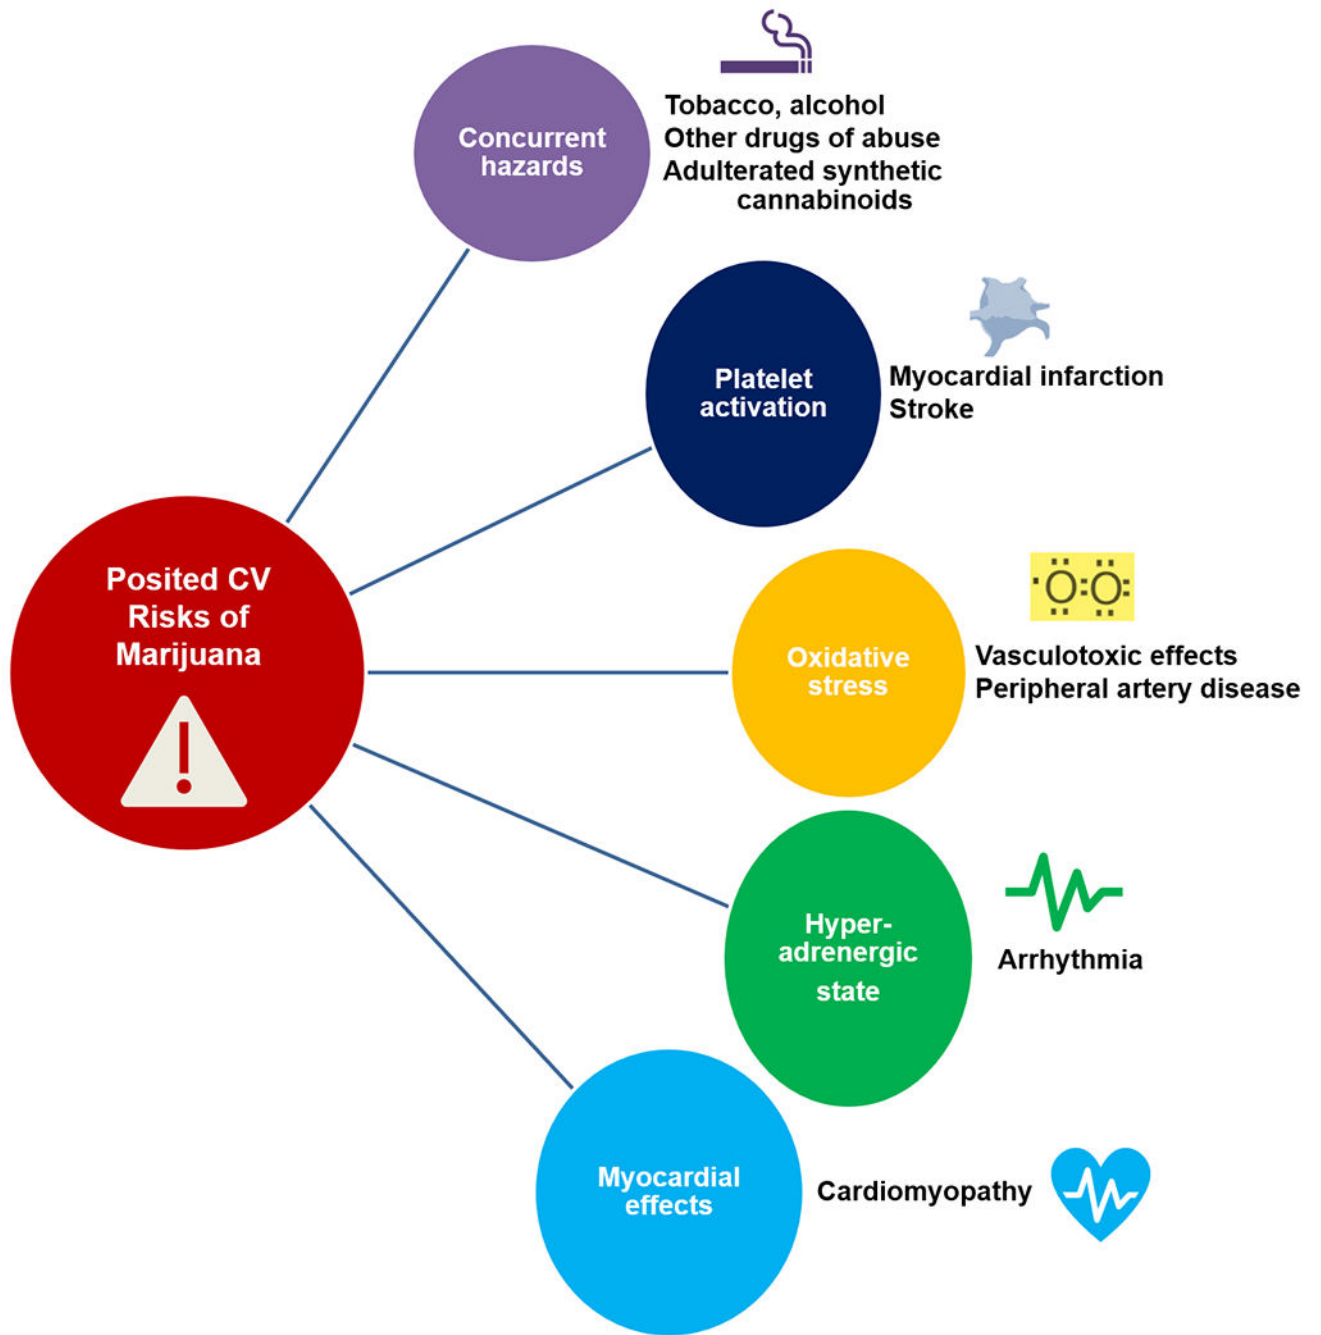 Concurrent
hazards
Tobacco, alcohol
Other drugs of abuse
Adulterated synthetic
cannabinoids
Platelet
activation
Myocardial infarction
Stroke
Posited CV
Risks of
Marijuana
!
Oxidative
stress
O:O
Vasculotoxic effects
Peripheral artery disease
Hyper-
adrenergic
state
Arrhythmia
Myocardial
effects
Cardiomyopathy